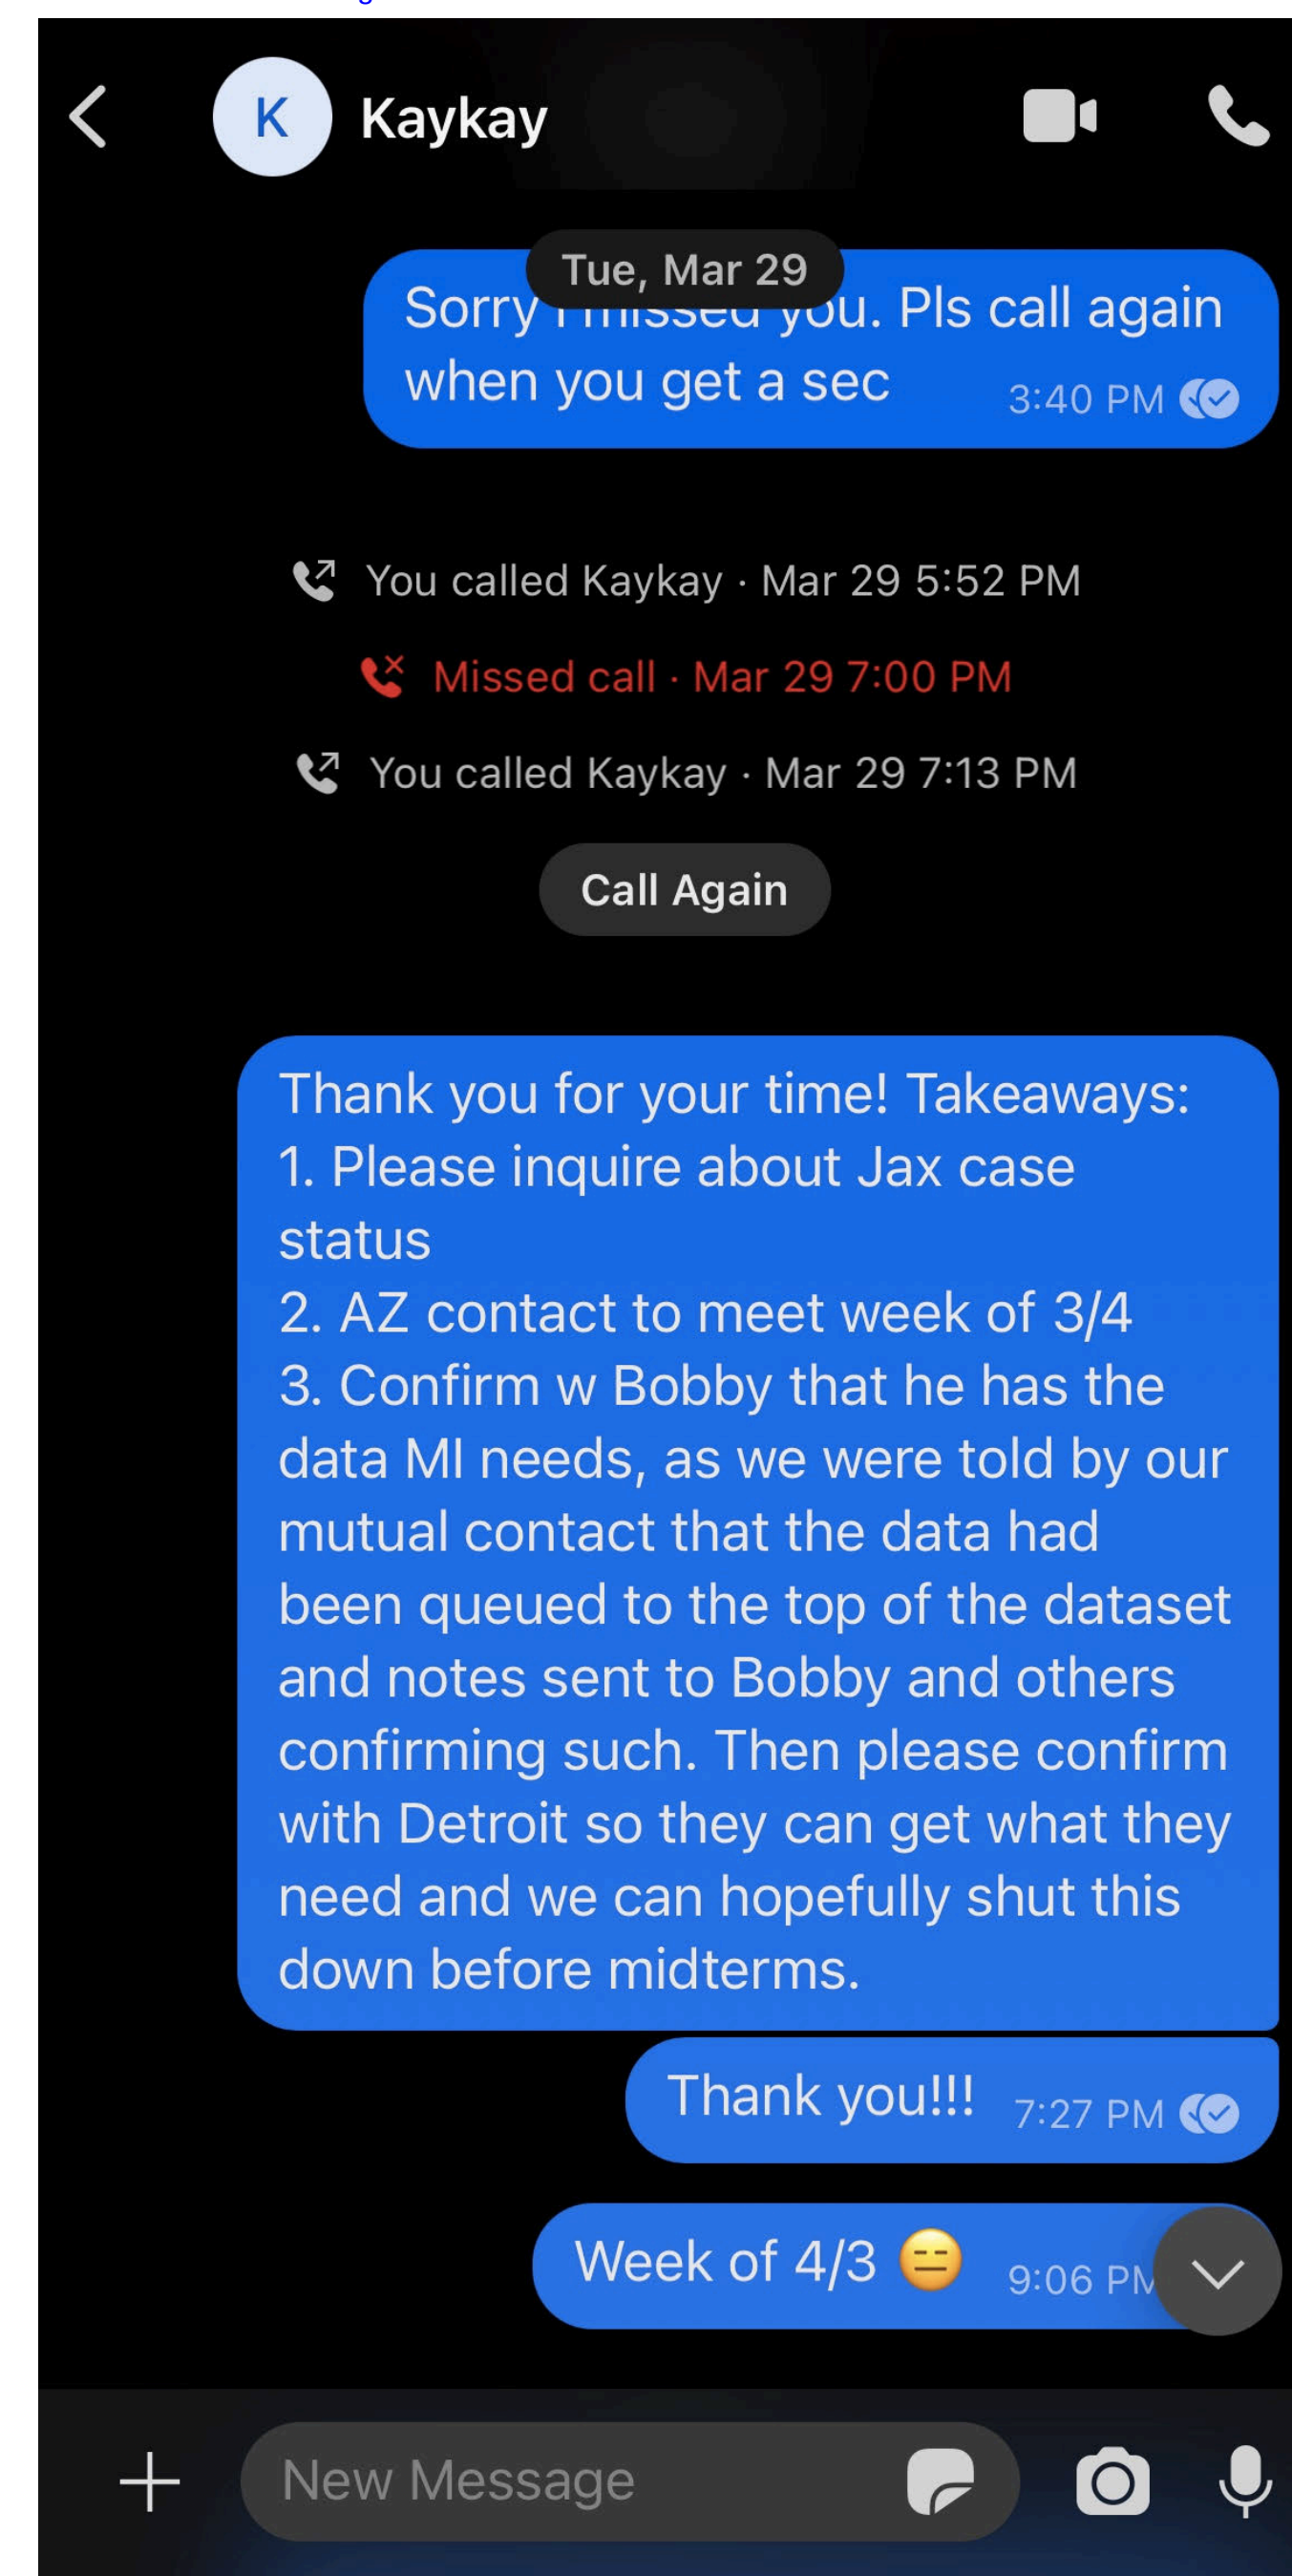 K
Kaykay
Tue, Mar 29
Sorry I missed you. Pls call again
when you get a sec
3:40 PM
You called Kaykay · Mar 29 5:52 PM
Missed call · Mar 29 7:00 PM
You called Kaykay · Mar 29 7:13 PM
Call Again
Thank you for your time! Takeaways:
1. Please inquire about Jax case
status
2. AZ contact to meet week of 3/4
3. Confirm w Bobby that he has the
data MI needs, as we were told by our
mutual contact that the data had
been queued to the top of the dataset
and notes sent to Bobby and others
confirming such. Then please confirm
with Detroit so they can get what they
need and we can hopefully shut this
down before midterms.
Thank you!!!
7:27 PM
Week of 4/3 😑
9:06 PM
New Message